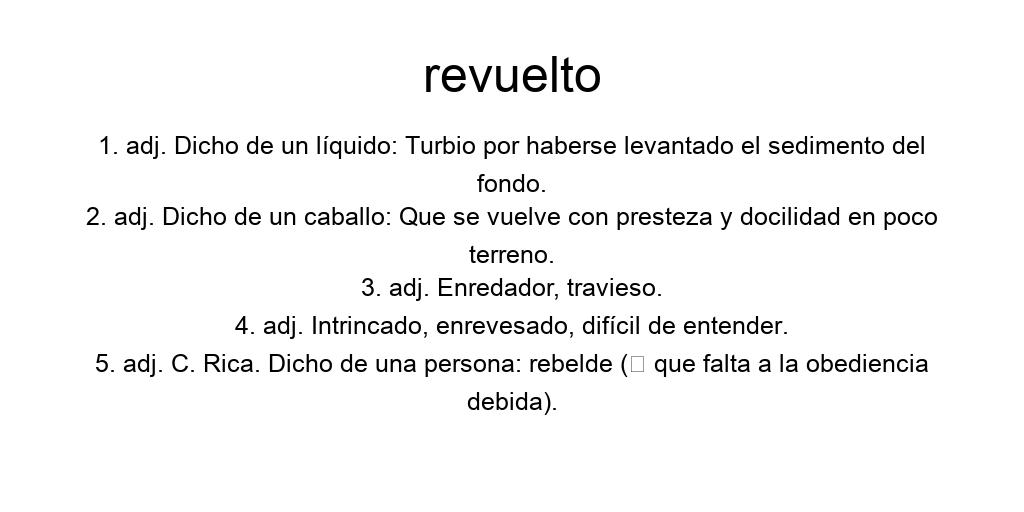 revuelto
1. adj. Dicho de un líquido: Turbio por haberse levantado el sedimento del
fondo.
2. adj. Dicho de un caballo: Que se vuelve con presteza y docilidad en poco
terreno.
3. adj. Enredador, travieso.
4. adj. Intrincado, enrevesado, difícil de entender.
5. adj. C. Rica. Dicho de una persona: rebelde (▯ que falta a la obediencia
debida).